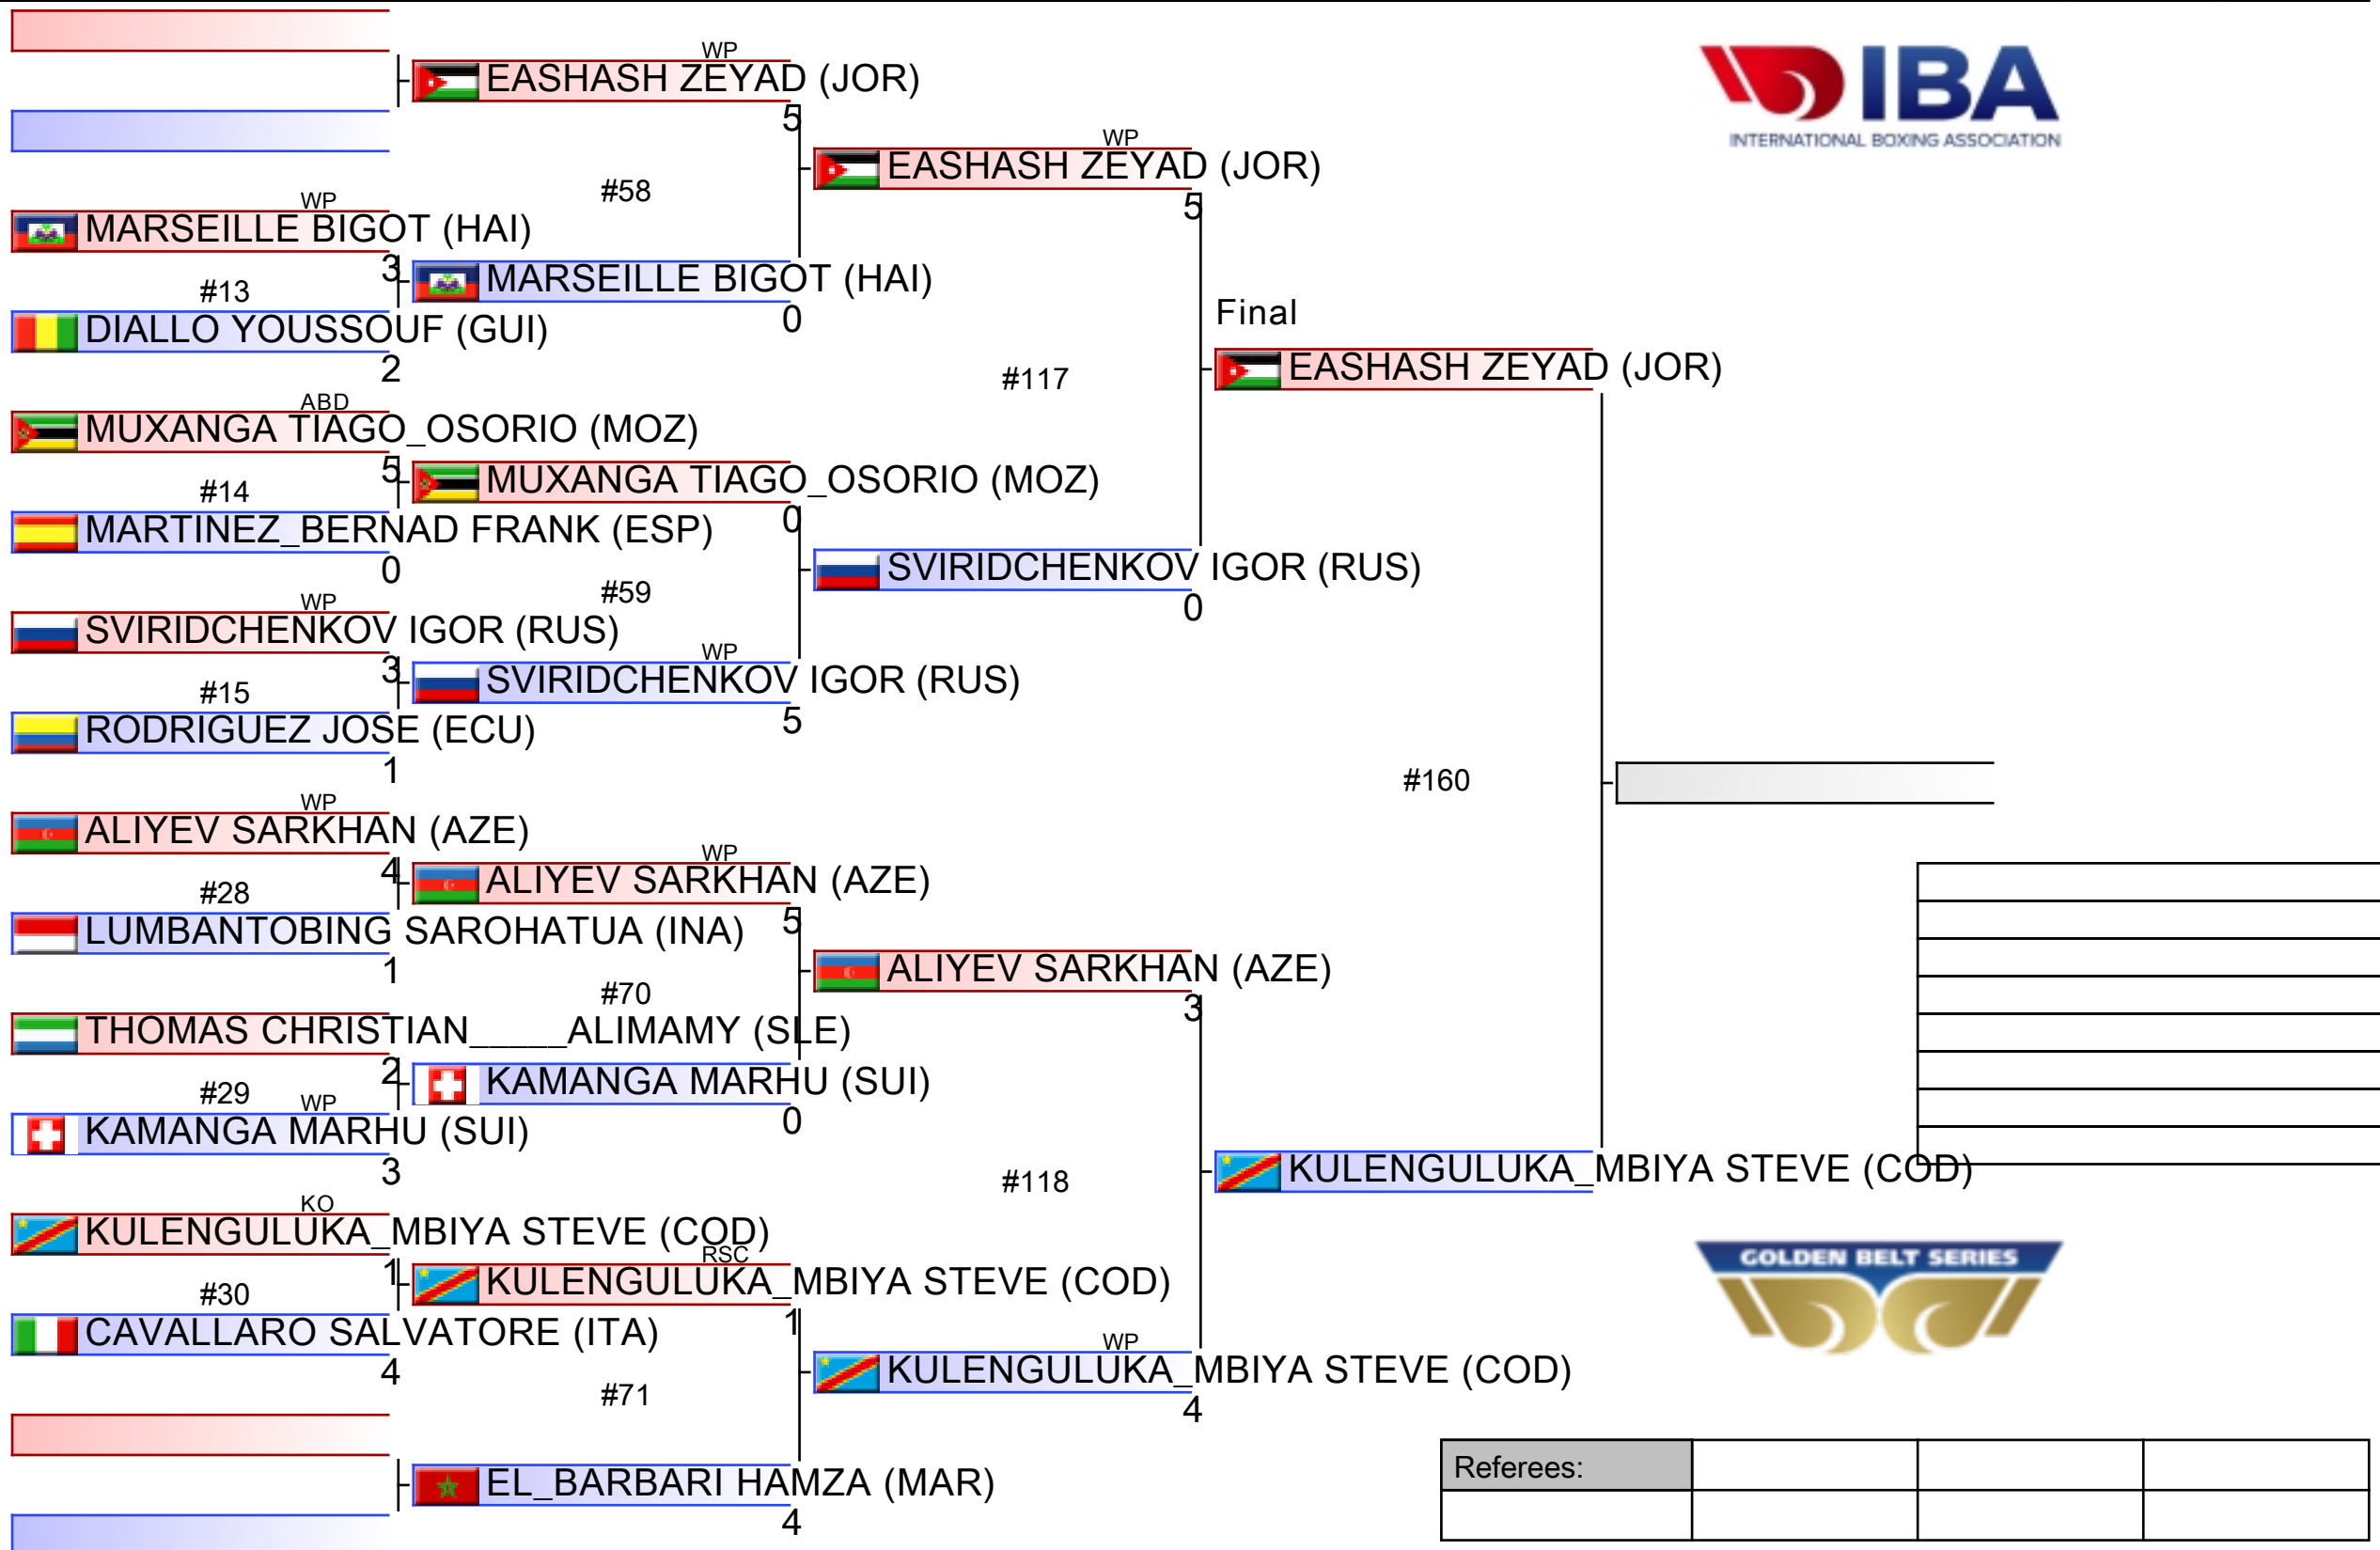 WP
EASHASH ZEYAD (JOR)
5
#58
WP
MARSEILLE BIGOT (HAI)
3
#13
DIALLO YOUSSOUF (GUI)
2
MARSEILLE BIGOT (HAI)
0
ABD
MUXANGA TIAGO_OSORIO (MOZ)
5
#14
MARTINEZ_BERNAD FRANK (ESP)
0
MUXANGA TIAGO_OSORIO (MOZ)
0
#59
WP
SVIRIDCHENKOV IGOR (RUS)
3
#15
RODRIGUEZ JOSE (ECU)
1
WP
SVIRIDCHENKOV IGOR (RUS)
5
WP
ALIYEV SARKHAN (AZE)
4
#28
LUMBANTOBING SAROHATUA (INA)
1
WP
ALIYEV SARKHAN (AZE)
5
#70
THOMAS CHRISTIAN_____ALIMAMY (SLE)
2
#29
WP
KAMANGA MARHU (SUI)
3
KAMANGA MARHU (SUI)
0
KO
KULENGULUKA_MBIYA STEVE (COD)
1
#30
CAVALLARO SALVATORE (ITA)
4
RSC
KULENGULUKA_MBIYA STEVE (COD)
1
#71
EL_BARBARI HAMZA (MAR)
4
WP
EASHASH ZEYAD (JOR)
5
#117
SVIRIDCHENKOV IGOR (RUS)
0
ALIYEV SARKHAN (AZE)
3
#118
WP
KULENGULUKA_MBIYA STEVE (COD)
4
Final
EASHASH ZEYAD (JOR)
#160
KULENGULUKA_MBIYA STEVE (COD)
IBA
INTERNATIONAL BOXING ASSOCIATION
GOLDEN BELT SERIES
Referees: